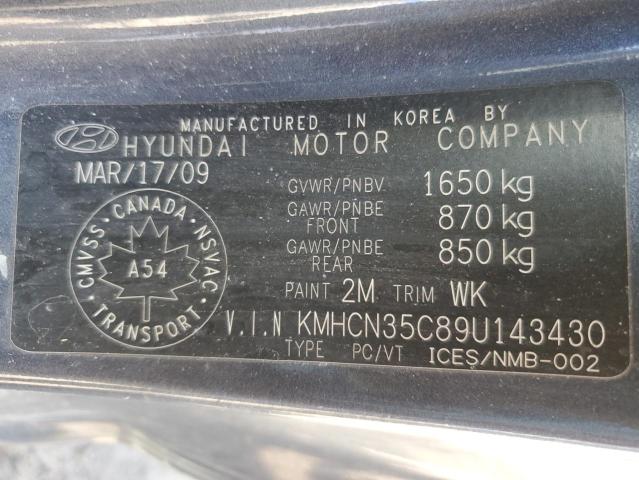 MANUFACTURED IN KOREA BY
HYUNDAI MOTOR COMPANY
MAR/17/09
GVWR/PNBV 1650 kg
GAWR/PNBE FRONT 870 kg
GAWR/PNBE REAR 850 kg
CANADA
CMVSS NSVAC
A54
TRANSPORT
PAINT 2M TRIM WK
V.I.N KMHCN35C89U143430
TYPE PC/VT ICES/NMB-002